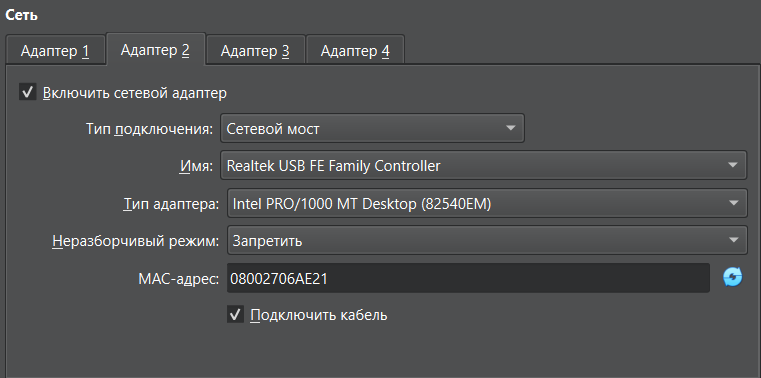 Сеть
Адаптер 1 Адаптер 2 Адаптер 3 Адаптер 4
Включить сетевой адаптер
Тип подключения: Сетевой мост
Имя: Realtek USB FE Family Controller
Тип адаптера: Intel PRO/1000 MT Desktop (82540EM)
Неразборчивый режим: Запретить
MAC-адрес: 08002706AE21
Подключить кабель